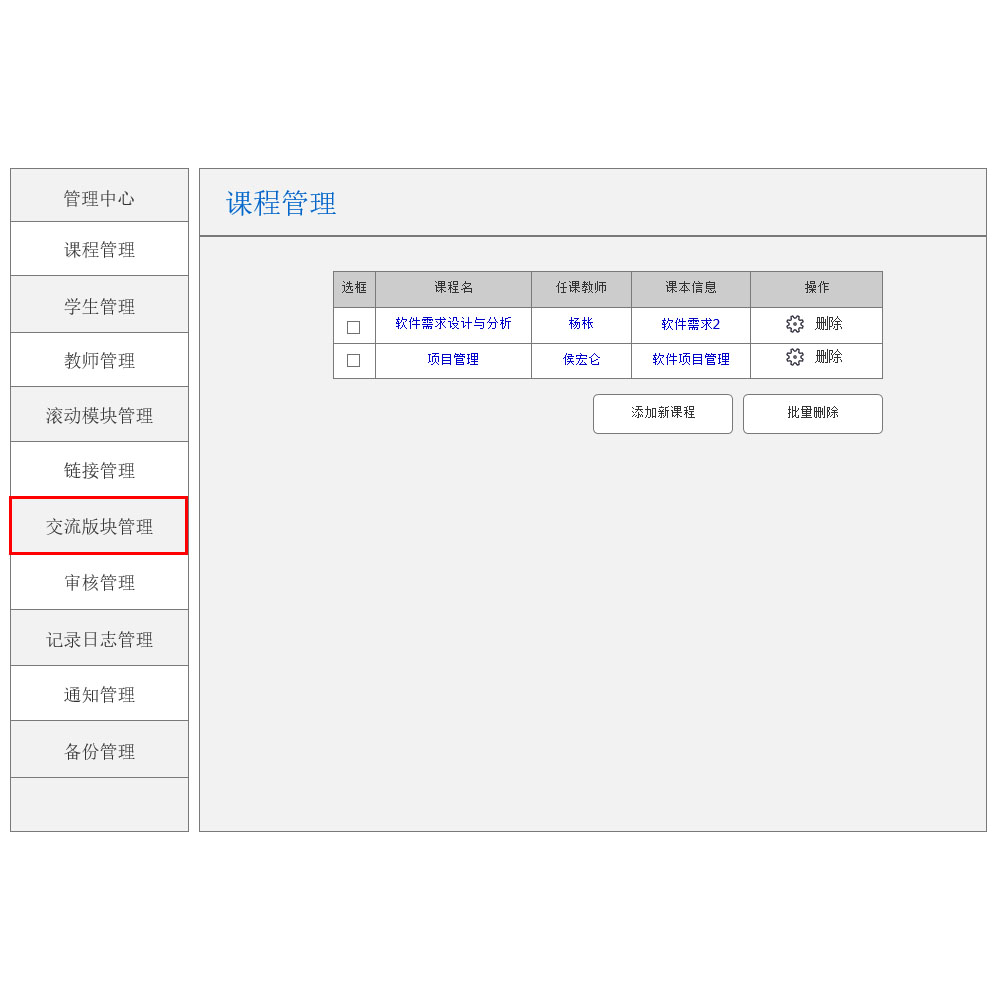 管理中心
课程管理
学生管理
教师管理
滚动模块管理
链接管理
交流版块管理
审核管理
记录日志管理
通知管理
备份管理
课程管理
选框 课程名 任课教师 课本信息 操作
软件需求设计与分析 杨枨 软件需求2 删除
项目管理 侯宏仑 软件项目管理 删除
添加新课程 批量删除